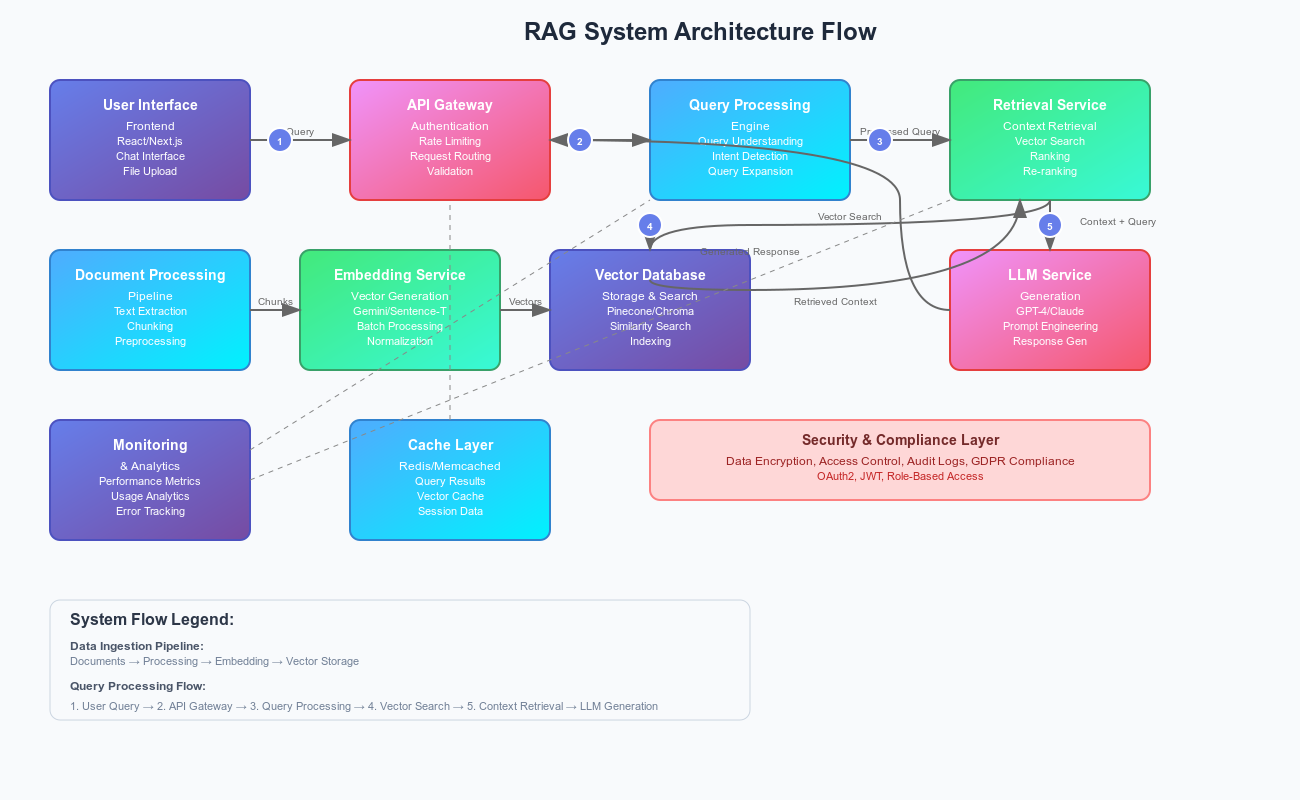 RAG System Architecture Flow
User Interface
Frontend
React/Next.js
Chat Interface
File Upload
1
Query
API Gateway
Authentication
Rate Limiting
Request Routing
Validation
2
Query Processing
Engine
Query Understanding
Intent Detection
Query Expansion
3
Processed Query
Retrieval Service
Context Retrieval
Vector Search
Ranking
Re-ranking
4
Vector Search
5
Context + Query
Generated Response
Document Processing
Pipeline
Text Extraction
Chunking
Preprocessing
Chunks
Embedding Service
Vector Generation
Gemini/Sentence-T
Batch Processing
Normalization
Vectors
Vector Database
Storage & Search
Pinecone/Chroma
Similarity Search
Indexing
Retrieved Context
LLM Service
Generation
GPT-4/Claude
Prompt Engineering
Response Gen
Monitoring
& Analytics
Performance Metrics
Usage Analytics
Error Tracking
Cache Layer
Redis/Memcached
Query Results
Vector Cache
Session Data
Security & Compliance Layer
Data Encryption, Access Control, Audit Logs, GDPR Compliance
OAuth2, JWT, Role-Based Access
System Flow Legend:
Data Ingestion Pipeline:
Documents → Processing → Embedding → Vector Storage
Query Processing Flow:
1. User Query → 2. API Gateway → 3. Query Processing → 4. Vector Search → 5. Context Retrieval → LLM Generation